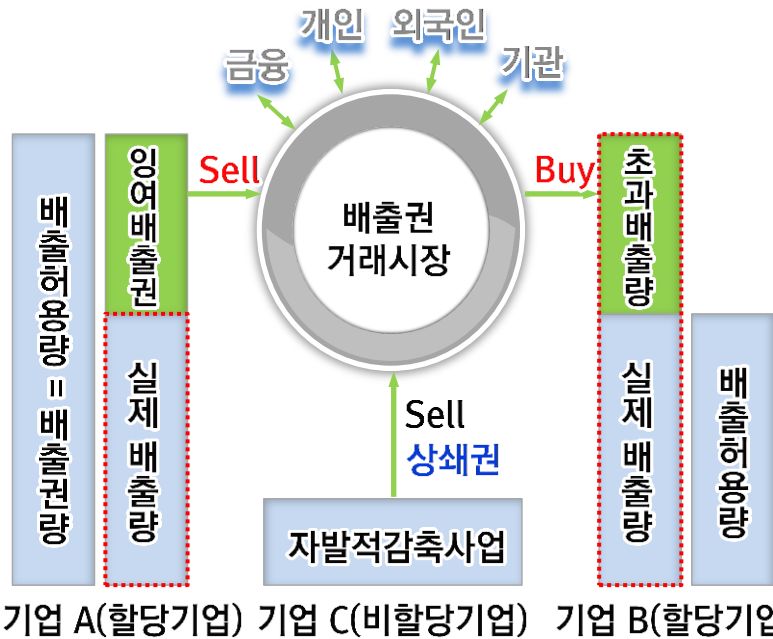 개인
외국인
금융
기관
Sell
Buy
배출권
거래시장
배출허용량 = 배출권량
잉여배출권
실제 배출량
초과배출량
실제 배출량
배출허용량
Sell
상쇄권
자발적감축사업
기업 A(할당기업)
기업 C(비할당기업)
기업 B(할당기업